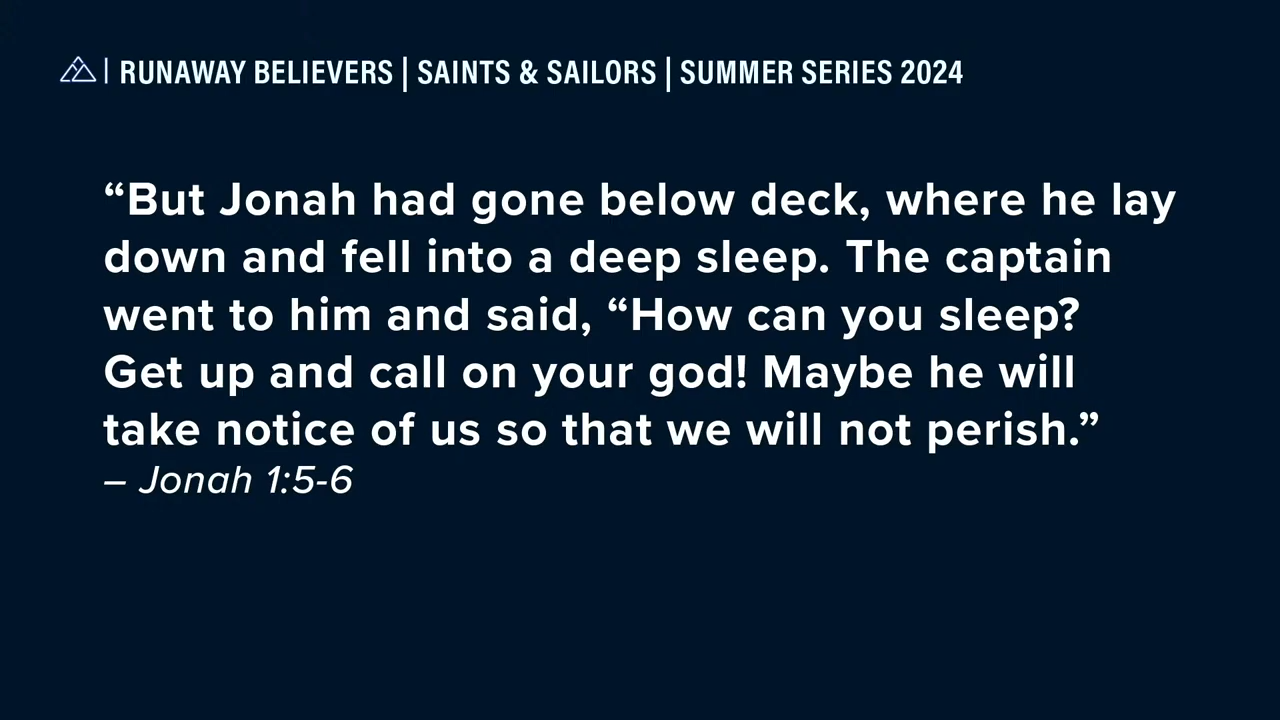 | RUNAWAY BELIEVERS | SAINTS & SAILORS | SUMMER SERIES 2024
“But Jonah had gone below deck, where he lay
down and fell into a deep sleep. The captain
went to him and said, “How can you sleep?
Get up and call on your god! Maybe he will
take notice of us so that we will not perish.”
– Jonah 1:5-6